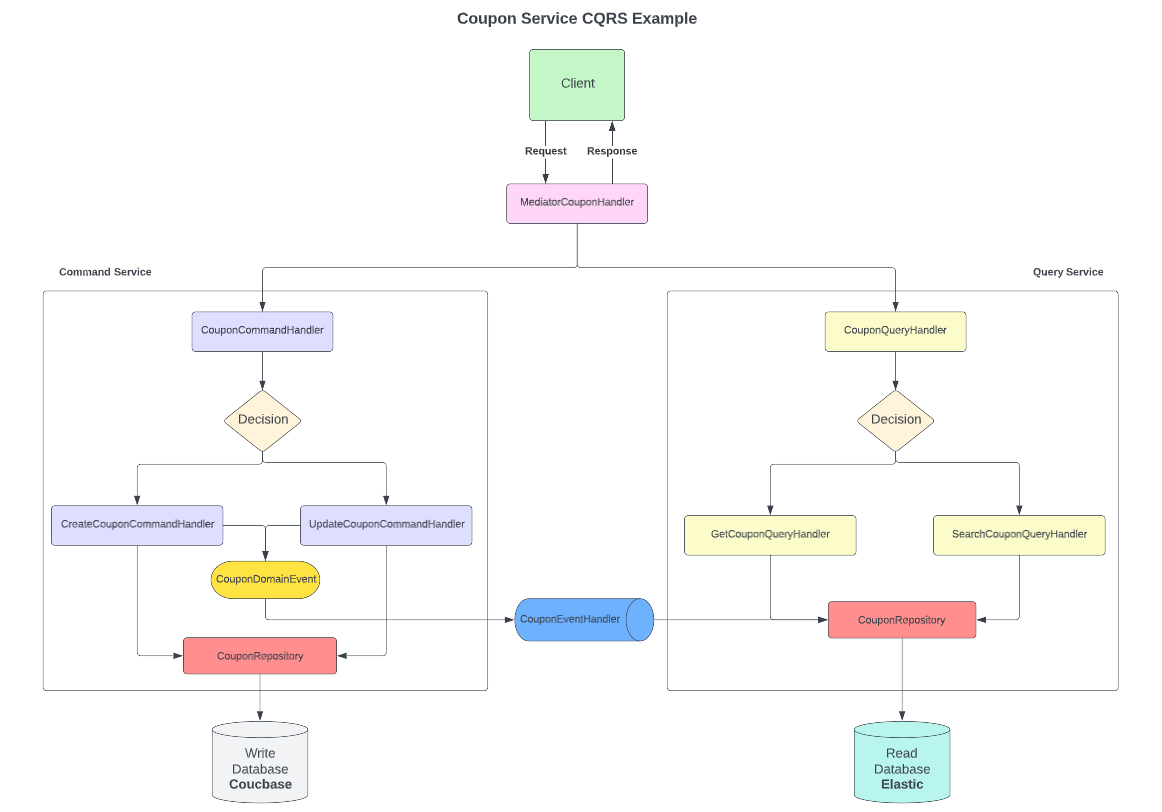 Coupon Service CQRS Example
Client
Request
Response
MediatorCouponHandler
Command Service
Query Service
CouponCommandHandler
CouponQueryHandler
Decision
Decision
CreateCouponCommandHandler
UpdateCouponCommandHandler
GetCouponQueryHandler
SearchCouponQueryHandler
CouponDomainEvent
CouponEventHandler
CouponRepository
CouponRepository
Write
Database
Coucbase
Read
Database
Elastic